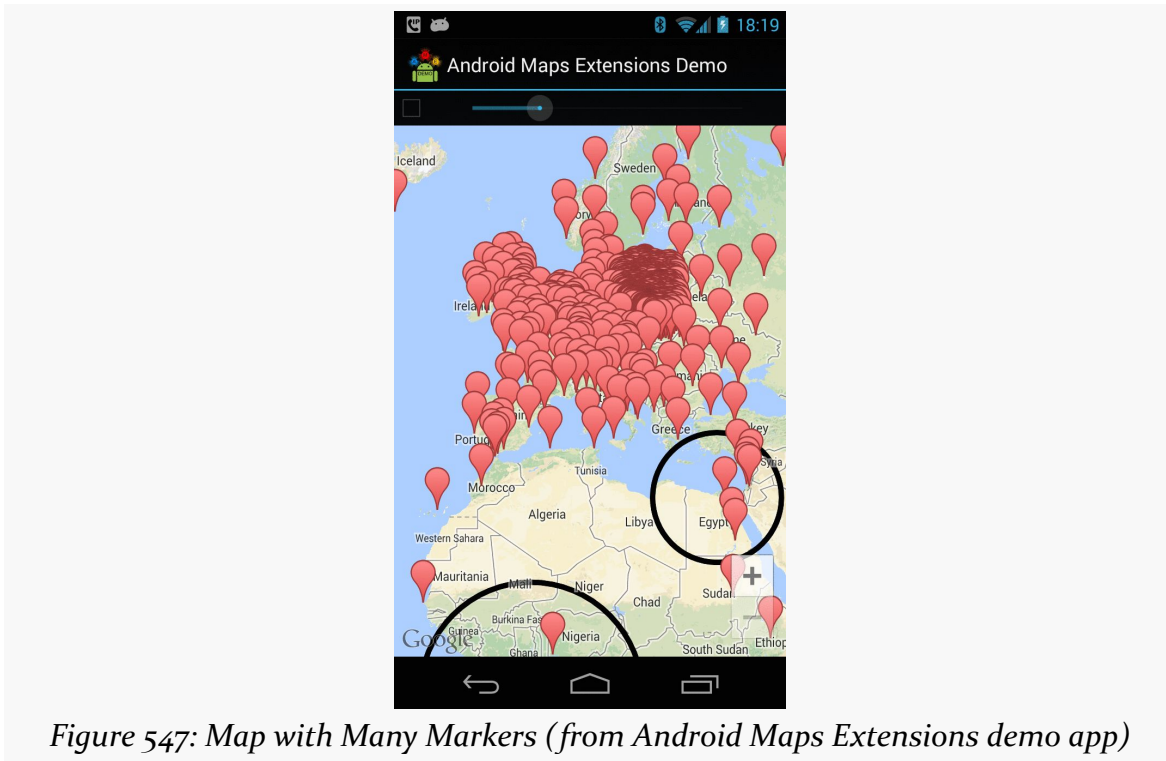 18:19
DEMO
Android Maps Extensions Demo
Iceland
Sweden
Greece
Tunisia
Syria
Morocco
Algeria
Libya
Egypt
Western Sahara
Mauritania
Mali
Niger
Chad
Sudan
Burkina Fas
Guinea
Nigeria
Google
Ghana
South Sudan
Ethiop
Figure 547: Map with Many Markers (from Android Maps Extensions demo app)